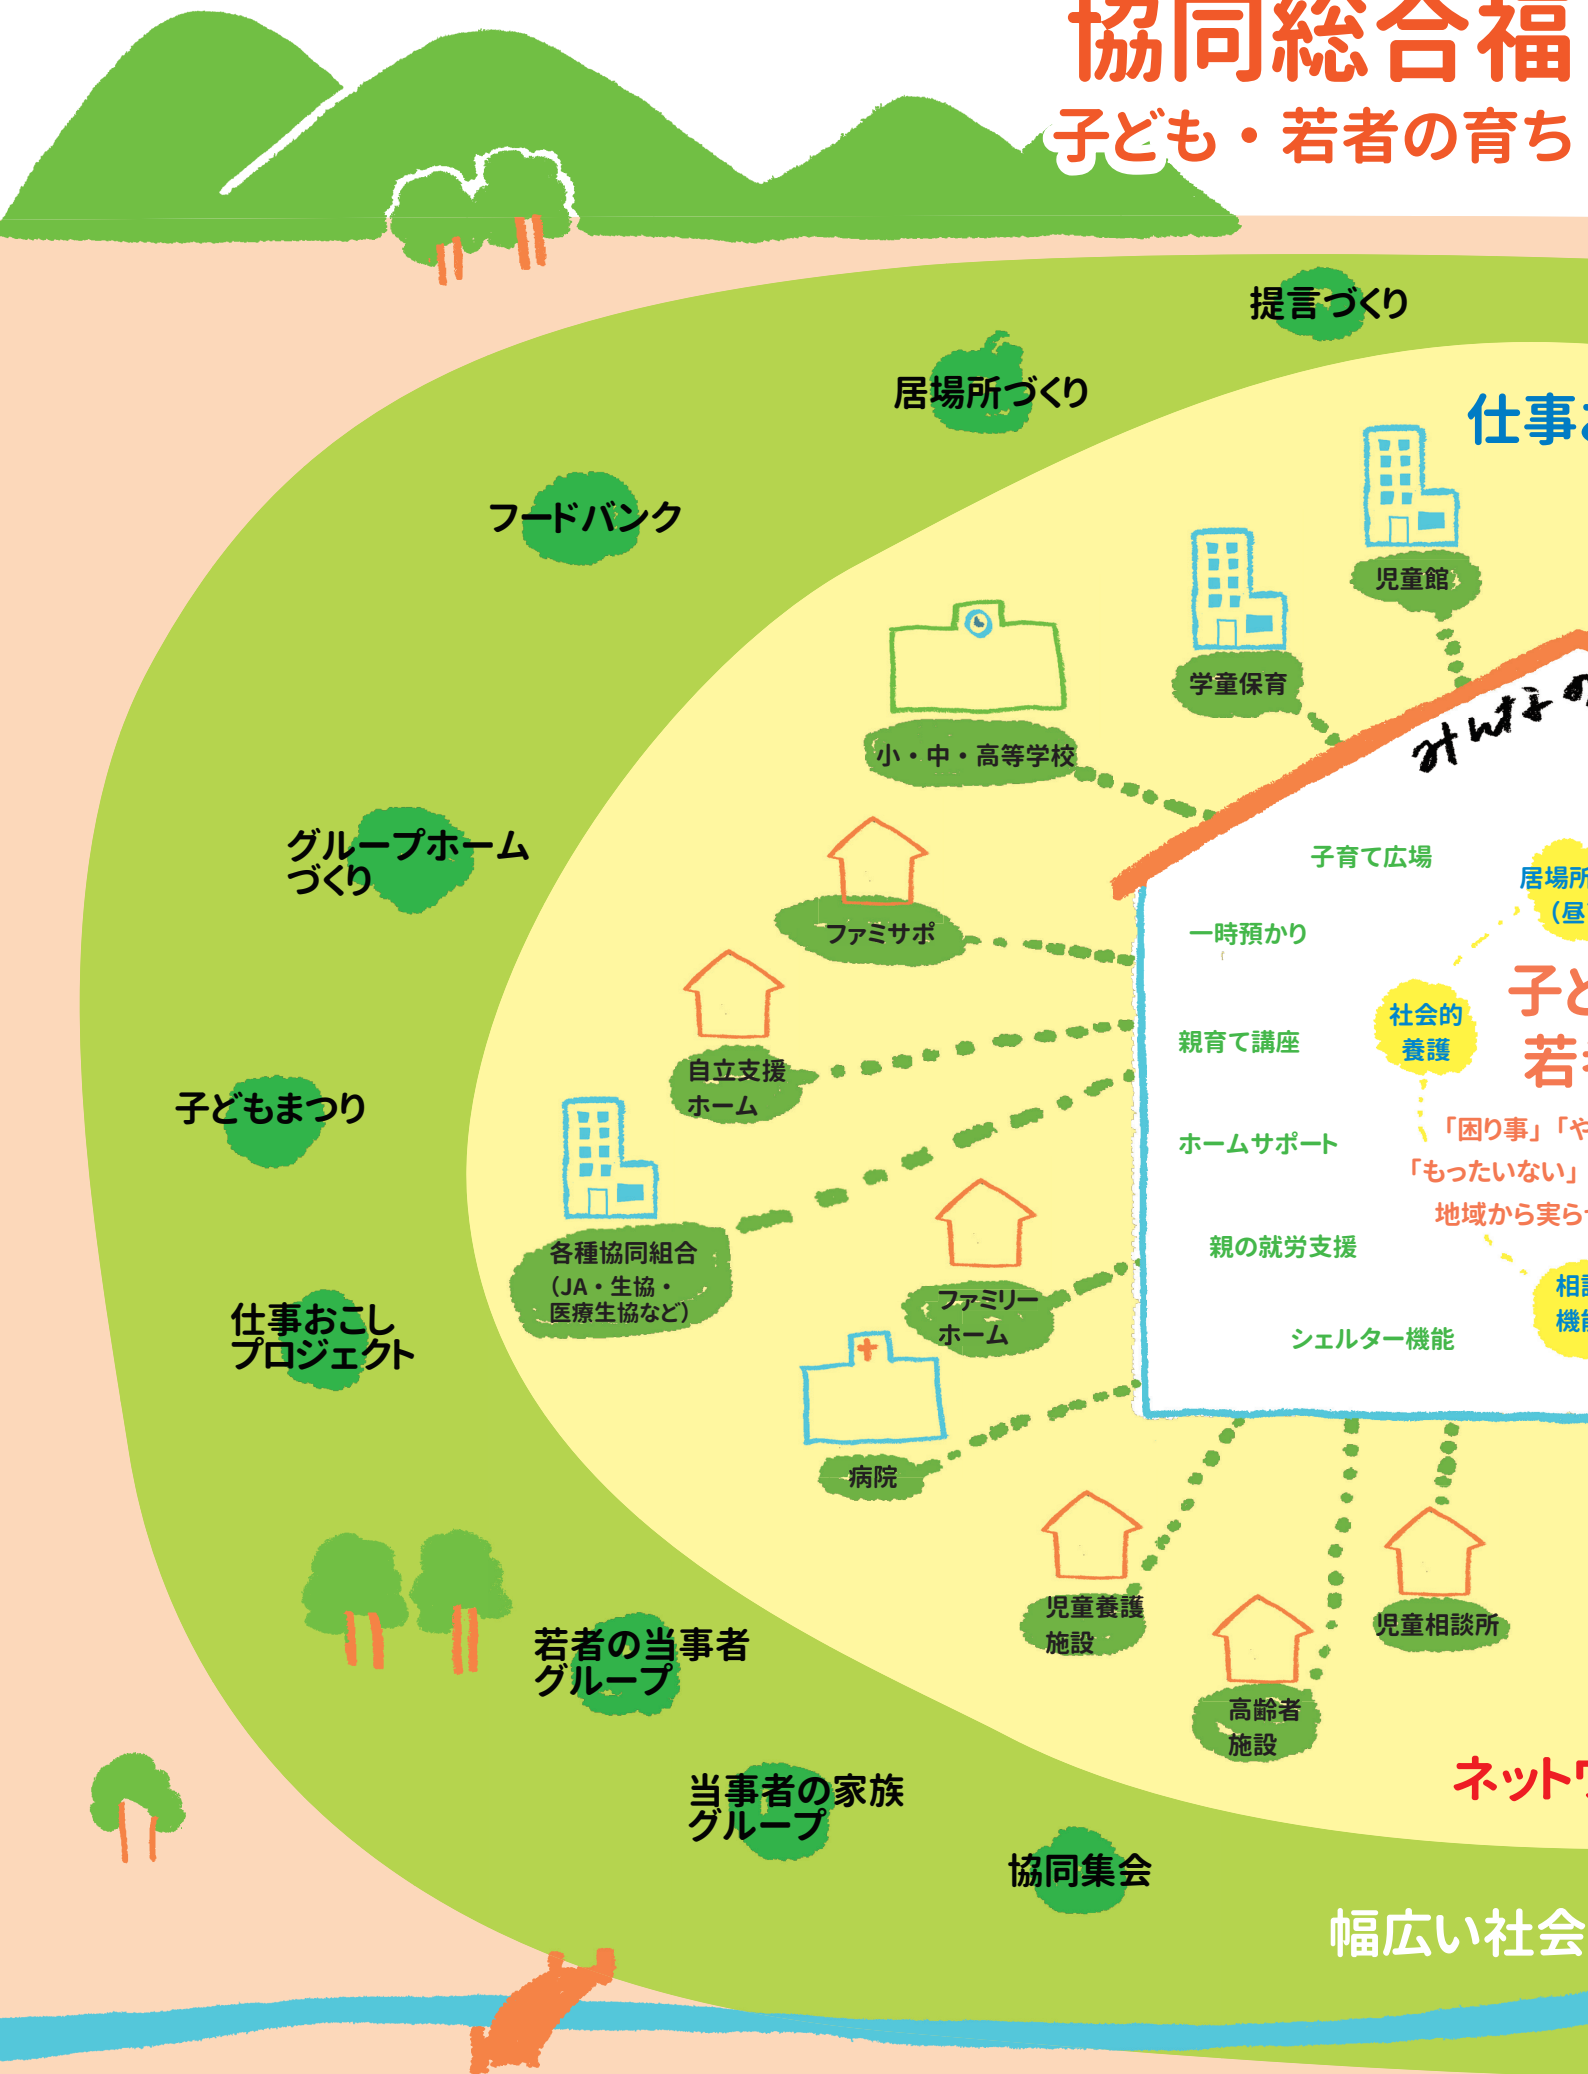 協同総合福
子ども・若者の育ち
提言づくり
居場所づくり
仕事
フードバンク
児童館
学童保育
みんなの
小・中・高等学校
グループホーム
づくり
子育て広場
居場所
（昼
ファミサポ
一時預かり
子ど
社会的
養護
若者
親育て講座
自立支援
ホーム
子どもまつり
「困り事」「や
ホームサポート
「もったいない」
地域から実ら
各種協同組合
（JA・生協・
医療生協など）
親の就労支援
ファミリー
ホーム
相談
機能
仕事おこし
プロジェクト
シェルター機能
病院
児童養護
施設
児童相談所
若者の当事者
グループ
高齢者
施設
ネット
当事者の家族
グループ
協同集会
幅広い社会